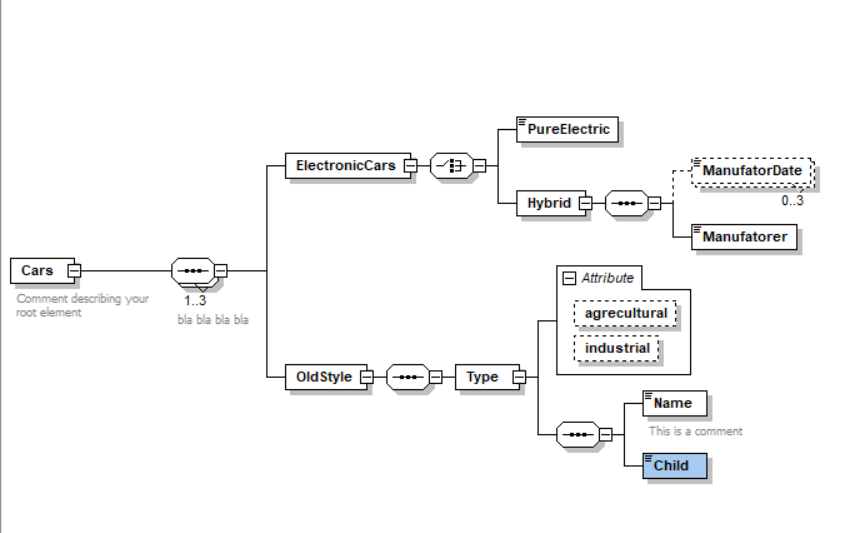 PureElectric
ElectronicCars
ManufatorDate
0..3
Hybrid
Manufatorer
Cars
Comment describing your
root element
1..3
bla bla bla bla
Attribute
agrecultural
industrial
OldStyle
Type
Name
This is a comment
Child